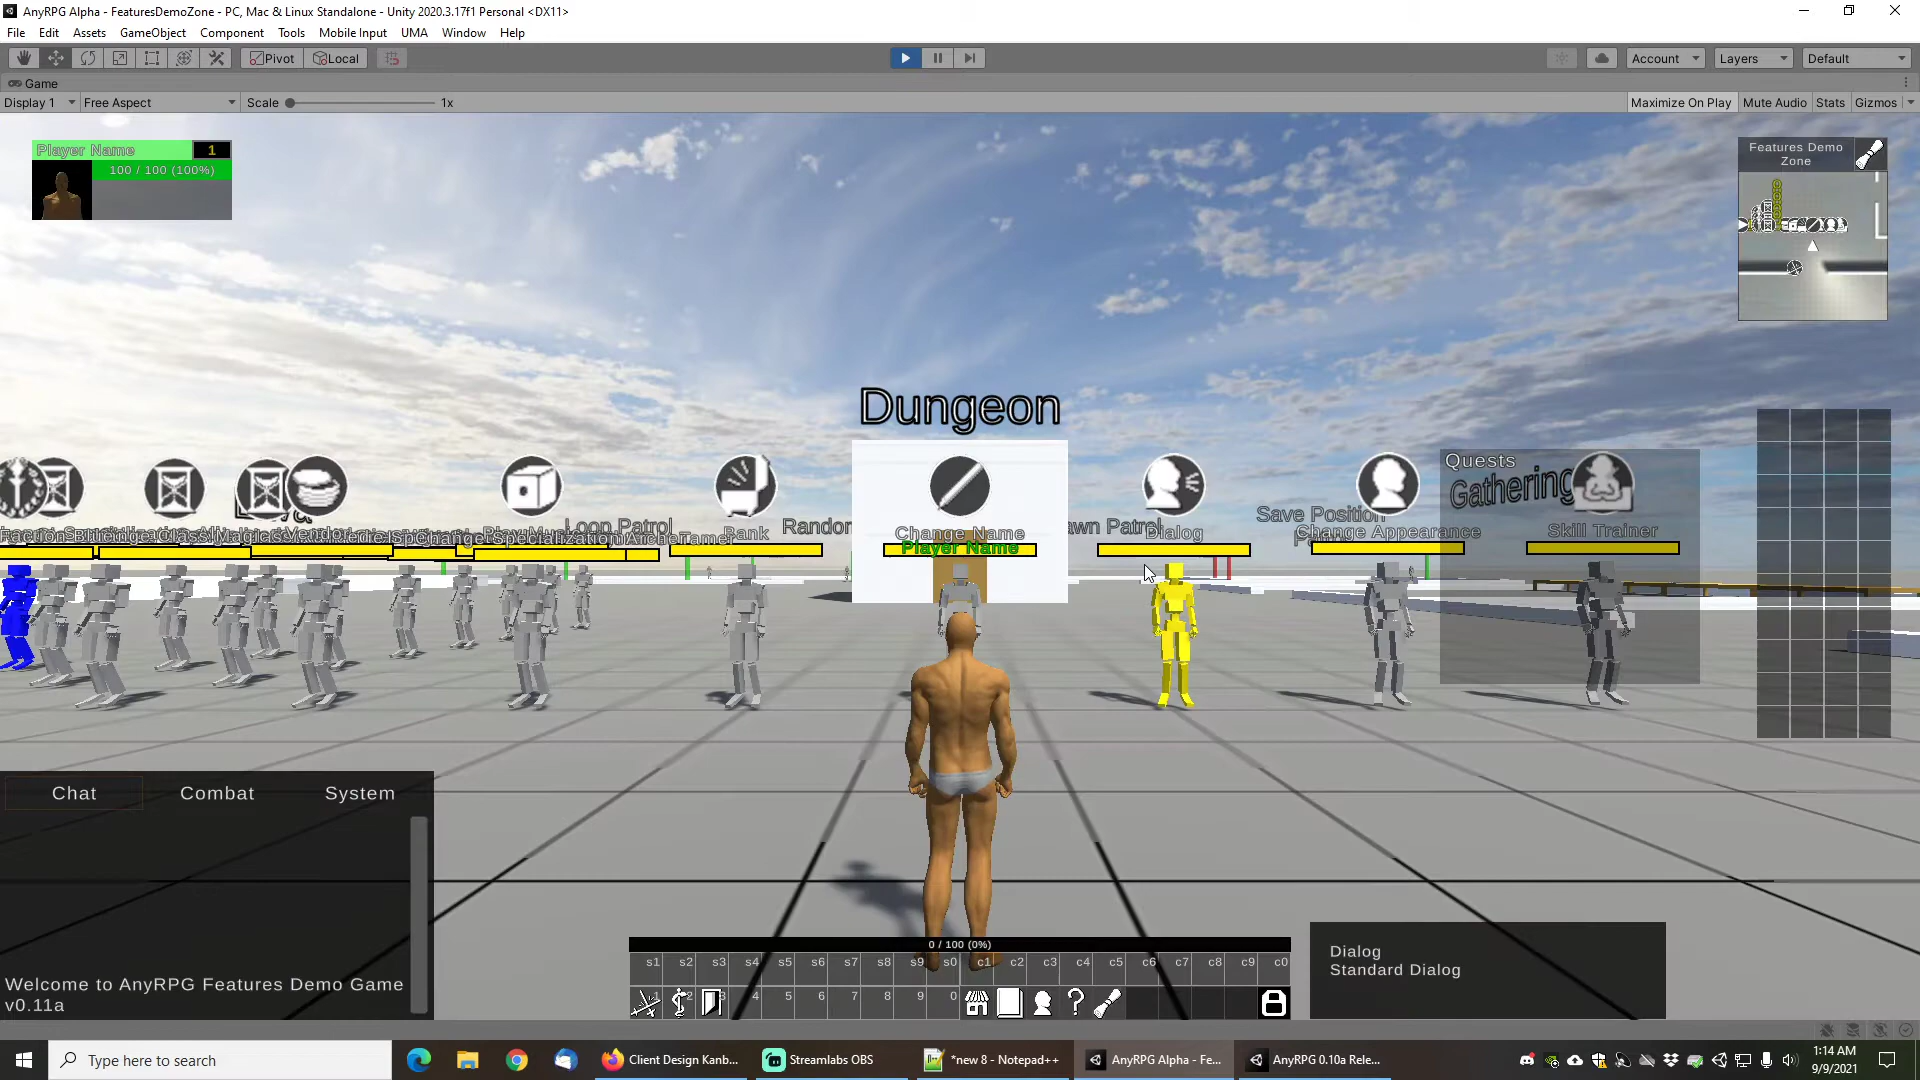 AnyRPG Alpha - FeaturesDemoZone - PC, Mac & Linux Standalone - Unity 2020.3.17f1 Personal <DX11>
File Edit Assets GameObject Component Tools Mobile Input UMA Window Help
Pivot Local Account Layers Default
Game
Display 1 Free Aspect Scale 1x Maximize On Play Mute Audio Stats Gizmos
Player Name 1
100 / 100 (100%)
Features Demo
Zone
Dungeon
Quests
Gathering
Loop Patrol Bank Random Change Name Dialog Save Position Change Appearance Skill Trainer
Player Name
Chat Combat System
Welcome to AnyRPG Features Demo Game
v0.11a
0 / 100 (0%)
s1 s2 s3 s4 s5 s6 s7 s8 s9 s0 c1 c2 c3 c4 c5 c6 c7 c8 c9 c0
2 4 5 6 7 8 9 0
Dialog
Standard Dialog
Type here to search
Client Design Kanb...
Streamlabs OBS
*new 8 - Notepad++
AnyRPG Alpha - Fe...
AnyRPG 0.10a Rele...
1:14 AM
9/9/2021